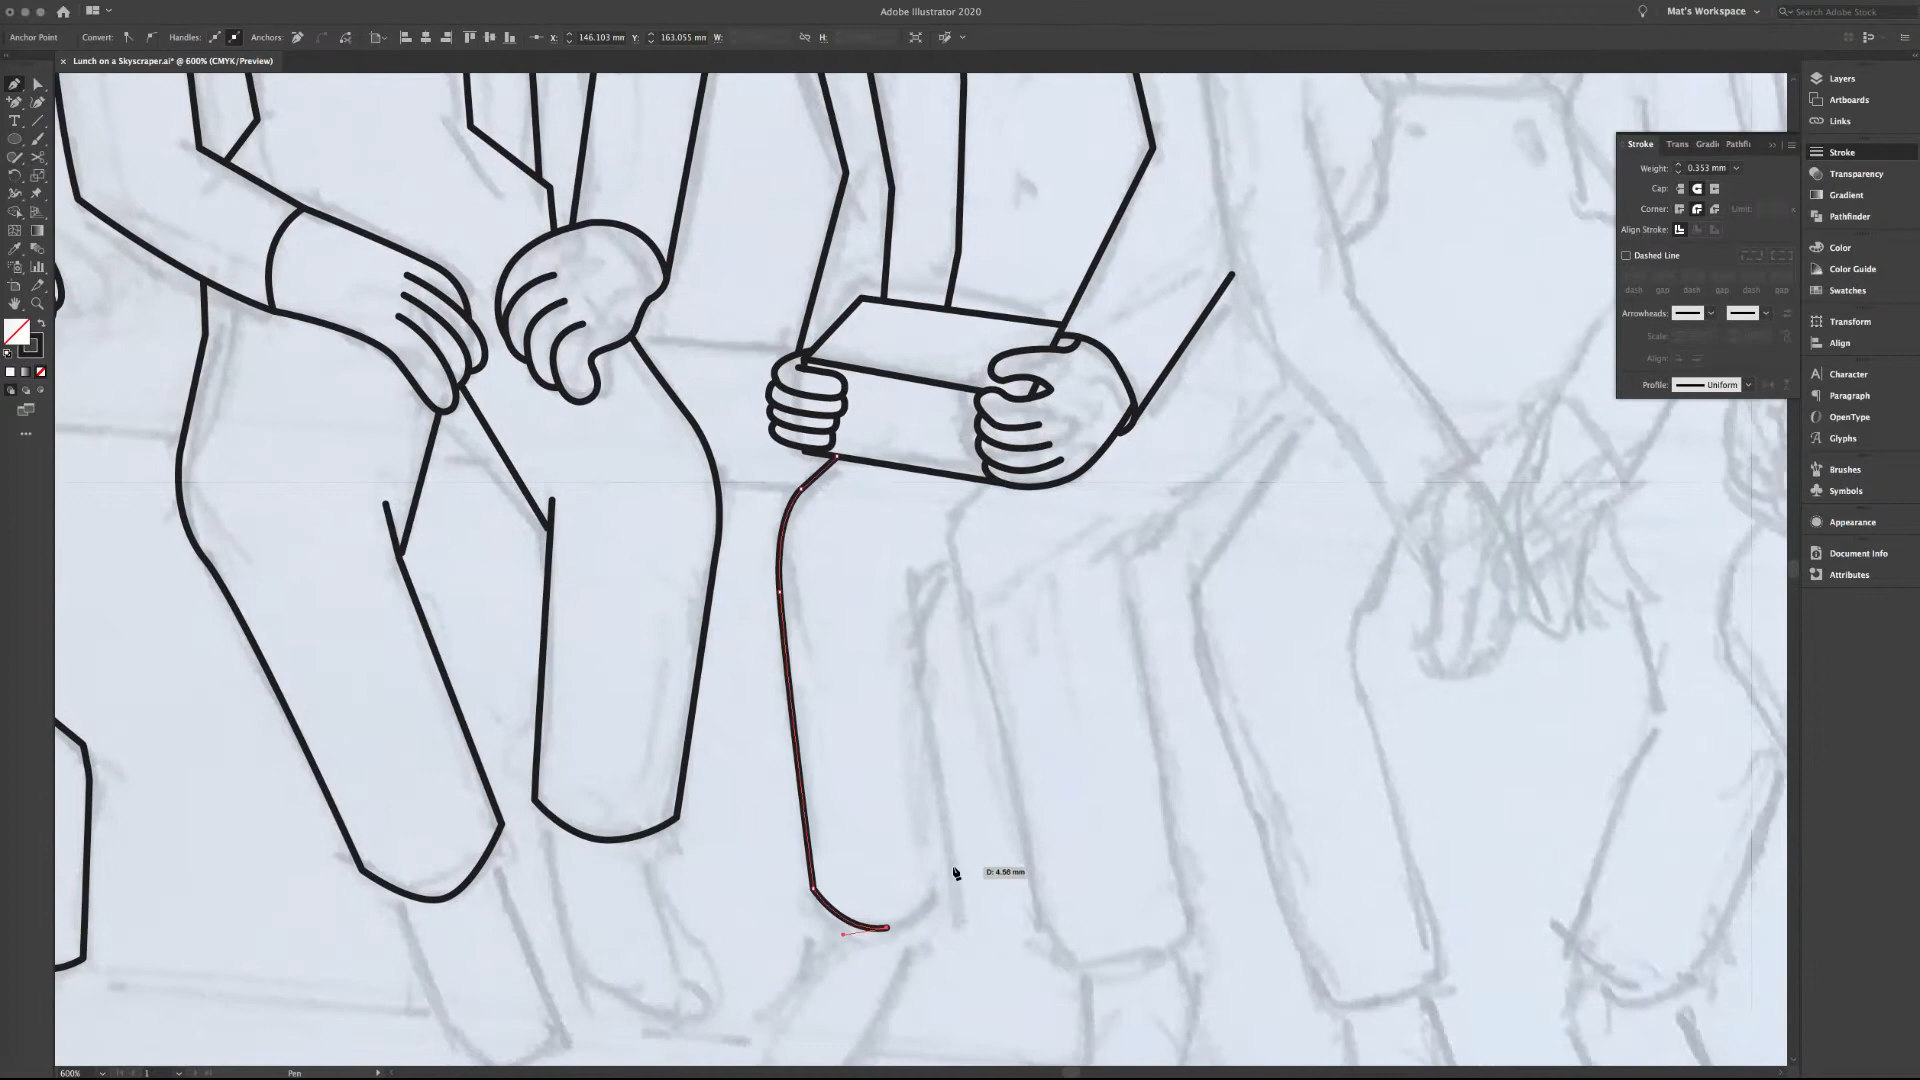 Adobe Illustrator 2020
Mat's Workspace
Search Adobe Stock
Anchor Point
Convert:
Handles:
Anchors:
X:
146.103 mm
Y:
163.055 mm
W:
H:
Lunch on a Skyscraper.ai* @ 600% (CMYK/Preview)
Layers
Artboards
Links
Stroke
Transparency
Gradient
Pathfinder
Color
Color Guide
Swatches
Transform
Align
Character
Paragraph
OpenType
Glyphs
Brushes
Symbols
Appearance
Document Info
Attributes
Stroke
Trans
Gradi
Pathfi
Weight:
0.353 mm
Cap:
Corner:
Limit:
Align Stroke:
Dashed Line
dash
gap
dash
gap
dash
gap
Arrowheads:
Scale:
Align:
Profile:
Uniform
D: 4.56 mm
600%
1
Pen